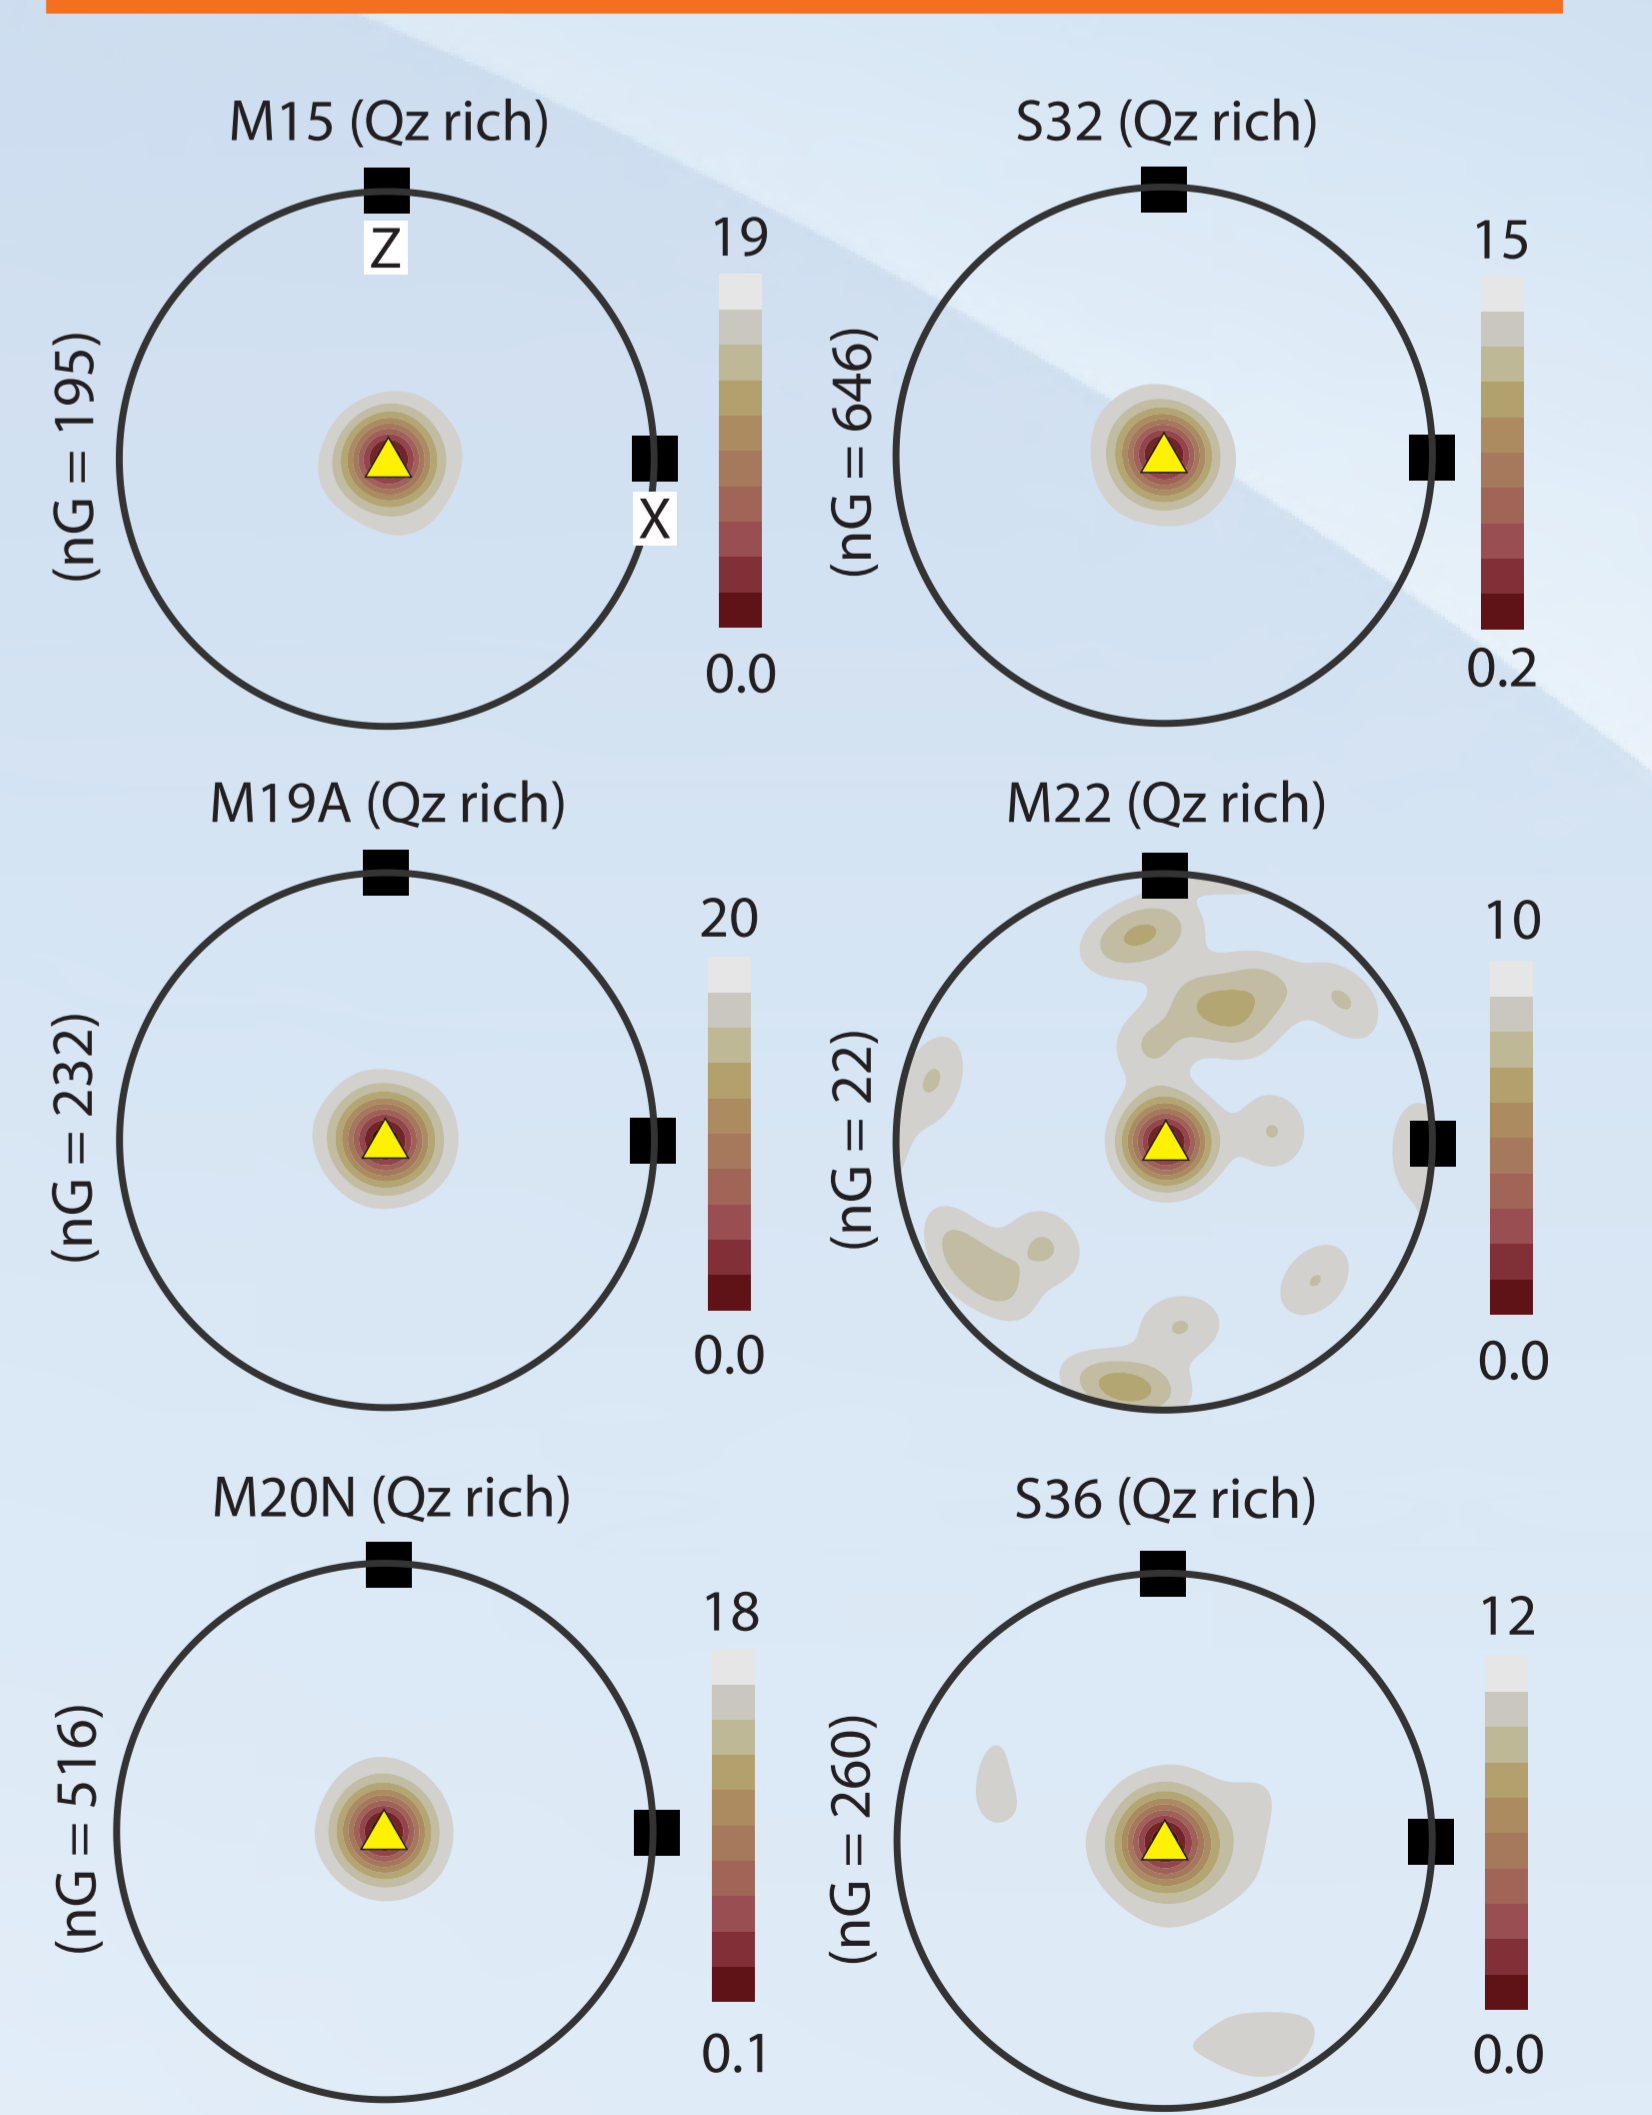 M15 (Qz rich)
Z
X
(nG = 195)
19
0.0
S32 (Qz rich)
(nG = 646)
15
0.2
M19A (Qz rich)
(nG = 232)
20
0.0
M22 (Qz rich)
(nG = 22)
10
0.0
M20N (Qz rich)
(nG = 516)
18
0.1
S36 (Qz rich)
(nG = 260)
12
0.0